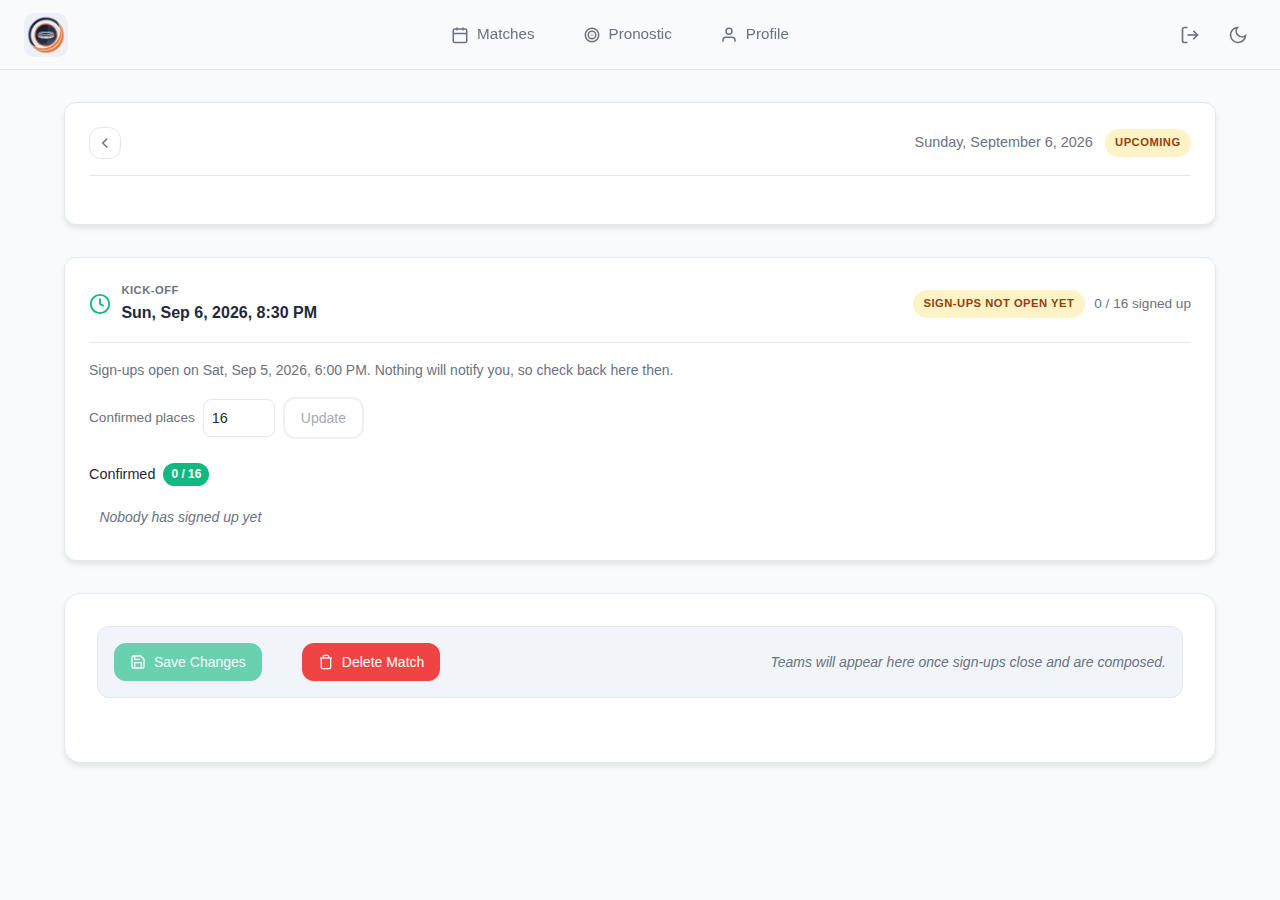 Matches
Pronostic
Profile
Sunday, September 6, 2026
UPCOMING
KICK-OFF
Sun, Sep 6, 2026, 8:30 PM
SIGN-UPS NOT OPEN YET
0 / 16 signed up
Sign-ups open on Sat, Sep 5, 2026, 6:00 PM. Nothing will notify you, so check back here then.
Confirmed places
16
Update
Confirmed
0 / 16
Nobody has signed up yet
Save Changes
Delete Match
Teams will appear here once sign-ups close and are composed.